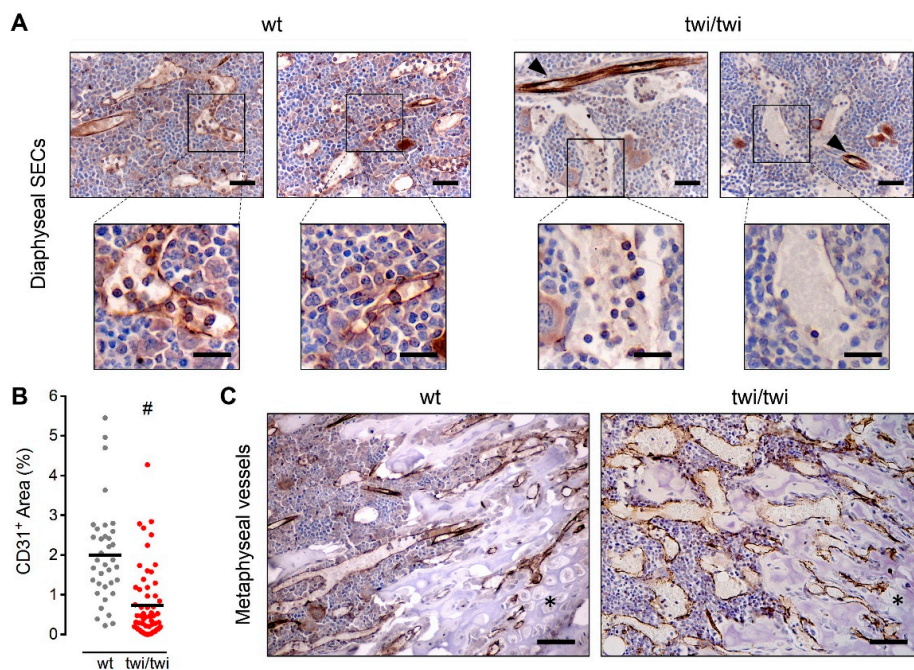 A
wt
twi/twi
Diaphyseal SECs
B
CD31⁺ Area (%)
6
5
4
3
2
1
0
#
wt
twi/twi
C
wt
twi/twi
Metaphyseal vessels
*
*